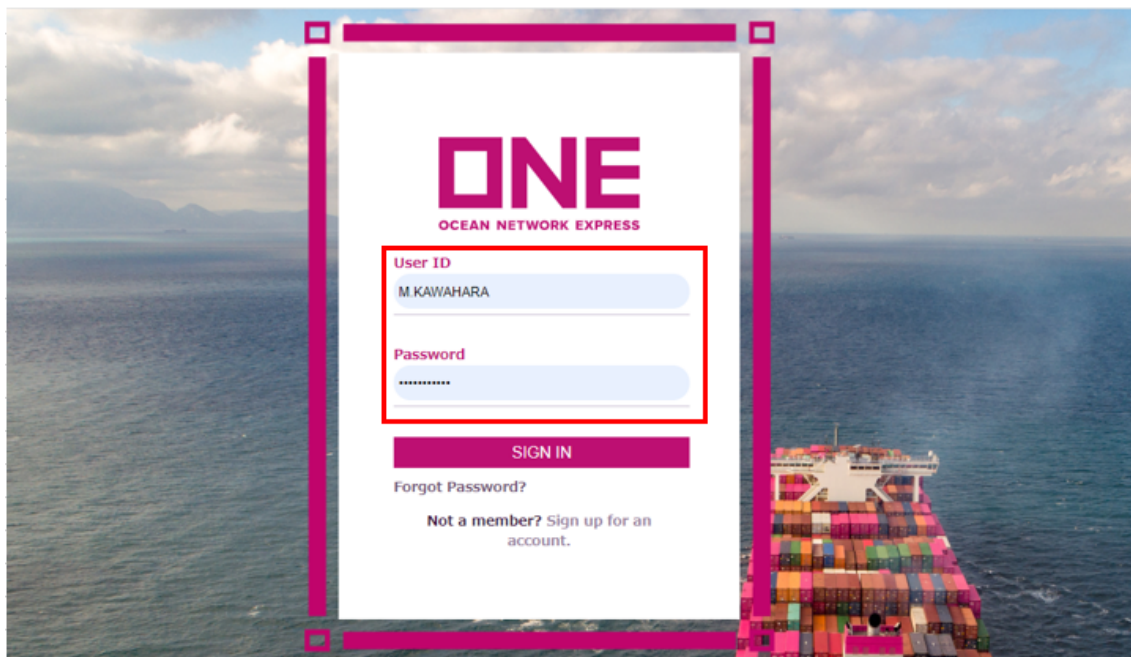 ONE
OCEAN NETWORK EXPRESS
User ID
M.KAWAHARA
Password
•••••••••••
SIGN IN
Forgot Password?
Not a member? Sign up for an
account.